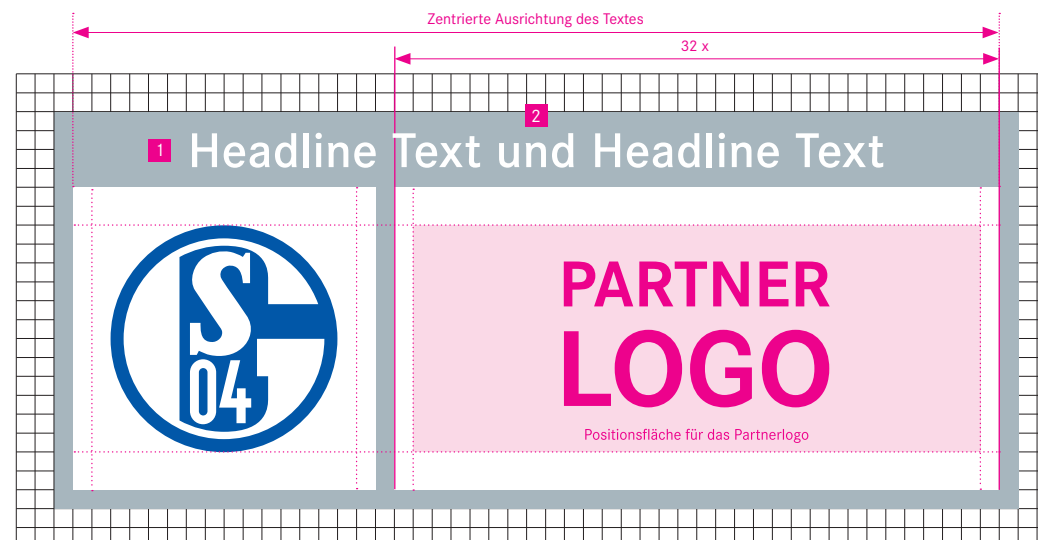 Zentrierte Ausrichtung des Textes
32 x
2
1 Headline Text und Headline Text
S
04
PARTNER
LOGO
Positionsfläche für das Partnerlogo